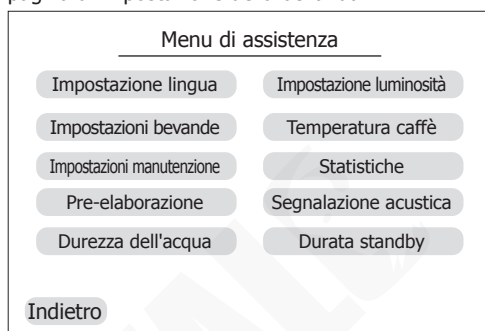 Menu di assistenza
Impostazione lingua
Impostazione luminosità
Impostazioni bevande
Temperatura caffè
Impostazioni manutenzione
Statistiche
Pre-elaborazione
Segnalazione acustica
Durezza dell'acqua
Durata standby
Indietro